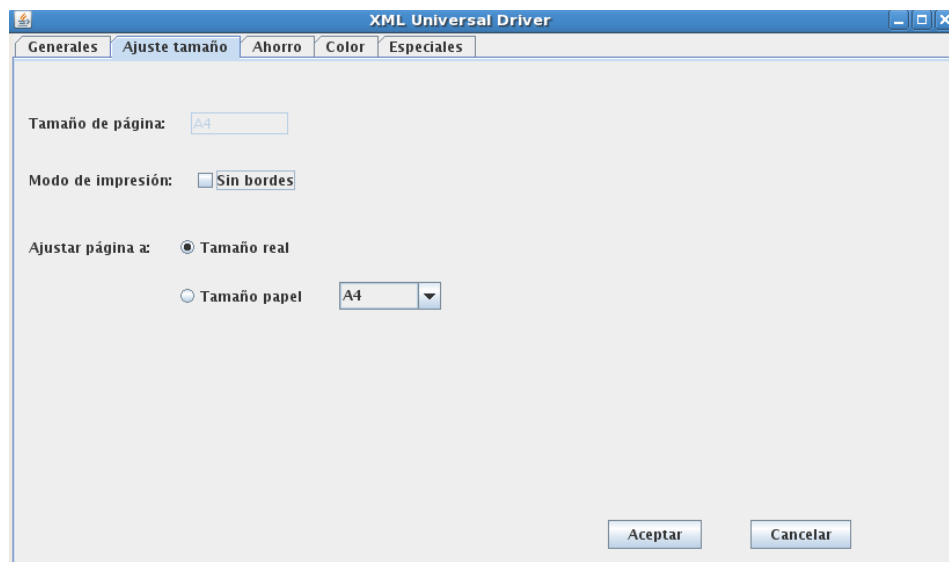 XML Universal Driver
Generales Ajuste tamaño Ahorro Color Especiales
Tamaño de página: A4
Modo de impresión: Sin bordes
Ajustar página a: Tamaño real
Tamaño papel A4
Aceptar Cancelar